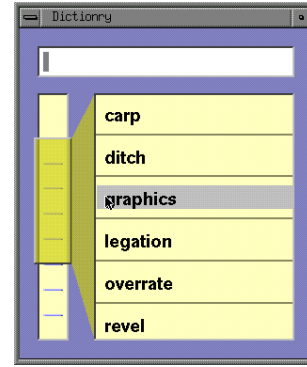 Dictionry
carp
ditch
graphics
legation
overrate
revel